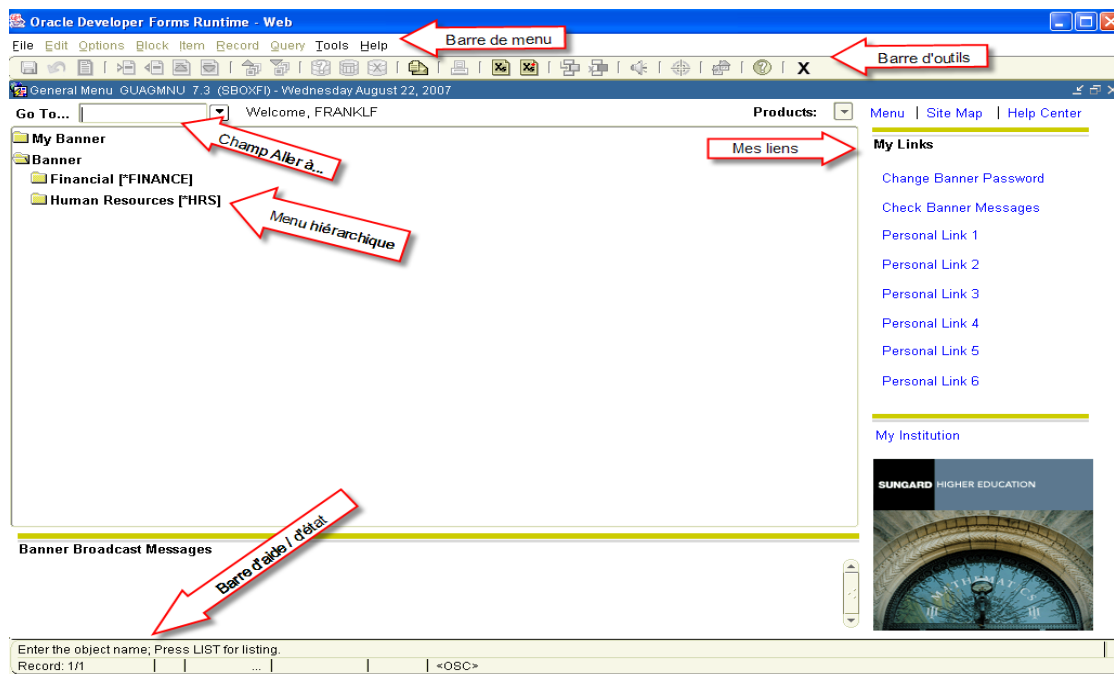 Oracle Developer Forms Runtime - Web
File Edit Options Block Item Record Query Tools Help
Barre de menu
Barre d'outils
X
General Menu GUAGMNU 7.3 (SBOXFI) - Wednesday August 22, 2007
Go To... Welcome, FRANKLF Products: Menu | Site Map | Help Center
Champ Aller à...
My Banner
Mes liens
My Links
Banner
Financial [*FINANCE]
Human Resources [*HRS]
Menu hiérarchique
Change Banner Password
Check Banner Messages
Personal Link 1
Personal Link 2
Personal Link 3
Personal Link 4
Personal Link 5
Personal Link 6
My Institution
SUNGARD HIGHER EDUCATION
MATHEMATCS
Barre d'aide / d'état
Banner Broadcast Messages
Enter the object name; Press LIST for listing.
Record: 1/1 ... <OSC>